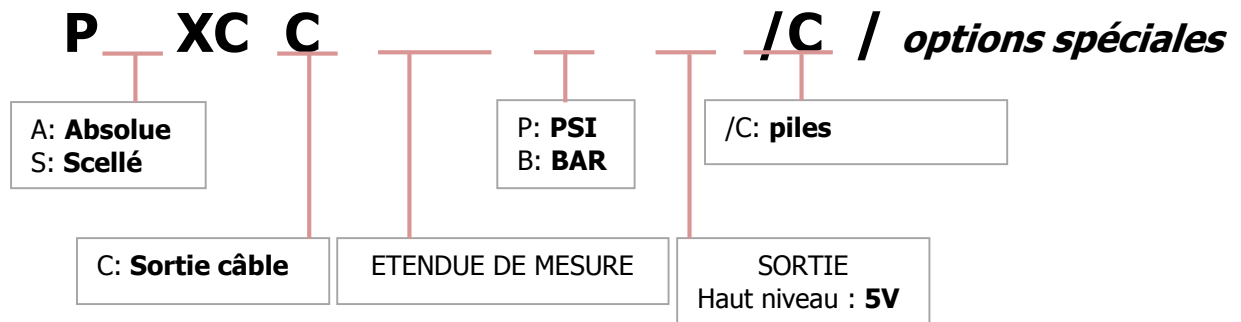 P XC C /C / options spéciales
A: Absolue
S: Scellé
P: PSI
B: BAR
/C: piles
C: Sortie câble
ETENDUE DE MESURE
SORTIE
Haut niveau : 5V